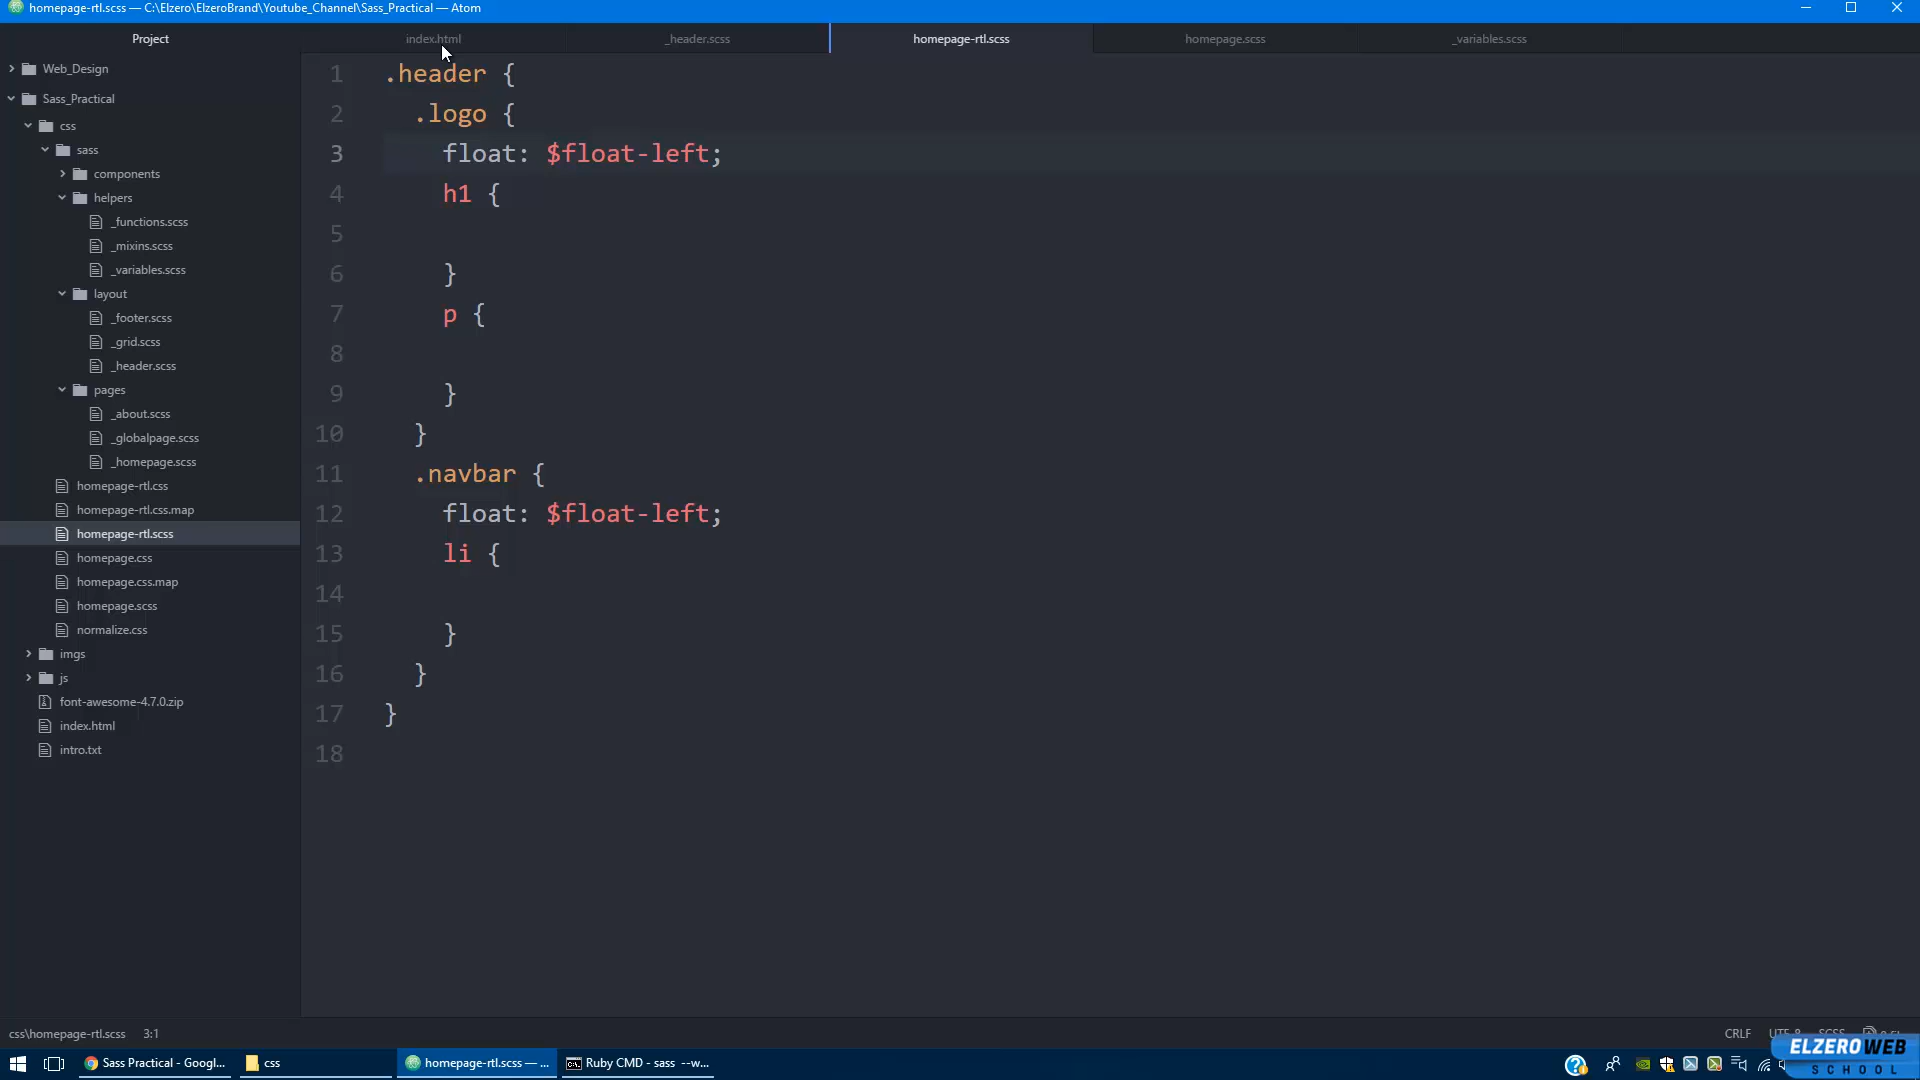 homepage-rtl.scss — C:\Elzero\ElzeroBrand\Youtube_Channel\Sass_Practical — Atom
Project
index.html
_header.scss
homepage-rtl.scss
homepage.scss
_variables.scss
Web_Design
Sass_Practical
css
sass
components
helpers
_functions.scss
_mixins.scss
_variables.scss
layout
_footer.scss
_grid.scss
_header.scss
pages
_about.scss
_globalpage.scss
_homepage.scss
homepage-rtl.css
homepage-rtl.css.map
homepage-rtl.scss
homepage.css
homepage.css.map
homepage.scss
normalize.css
imgs
js
font-awesome-4.7.0.zip
index.html
intro.txt
1 .header {
2 .logo {
3 float: $float-left;
4 h1 {
5
6 }
7 p {
8
9 }
10 }
11 .navbar {
12 float: $float-left;
13 li {
14
15 }
16 }
17 }
18
css\homepage-rtl.scss 3:1
CRLF UTF-8 SCSS
Sass Practical - Googl...
css
homepage-rtl.scss — ...
Ruby CMD - sass --w...
ELZEROWEB
SCHOOL